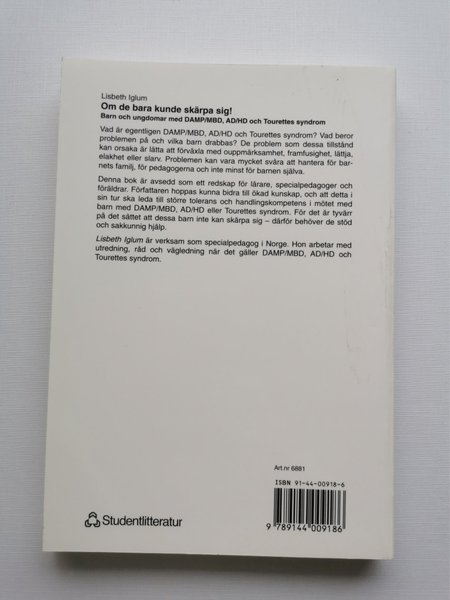 Lisbeth Iglum
Om de bara kunde skärpa sig!
Barn och ungdomar med DAMP/MBD, AD/HD och Tourettes syndrom
Vad är egentligen DAMP/MBD, AD/HD och Tourettes syndrom? Vad beror
problemen på och vilka barn drabbas? De problem som dessa tillstånd
kan orsaka är lätta att förväxla med ouppmärksamhet, framfusighet, lättja,
elakhet eller slarv. Problemen kan vara mycket svåra att hantera för bar-
nets familj, för pedagogerna och inte minst för barnen själva.
Denna bok är avsedd som ett redskap för lärare, specialpedagoger och
föräldrar. Författaren hoppas kunna bidra till ökad kunskap, och att detta i
sin tur ska leda till större tolerans och handlingskompetens i mötet med
barn med DAMP/MBD, AD/HD eller Tourettes syndrom. För det är tyvärr
på det sättet att dessa barn inte kan skärpa sig – därför behöver de stöd
och sakkunnig hjälp.
Lisbeth Iglum är verksam som specialpedagog i Norge. Hon arbetar med
utredning, råd och vägledning när det gäller DAMP/MBD, AD/HD och
Tourettes syndrom.
Art.nr 6881
ISBN 91-44-00918-6
9 789144 009186
Studentlitteratur